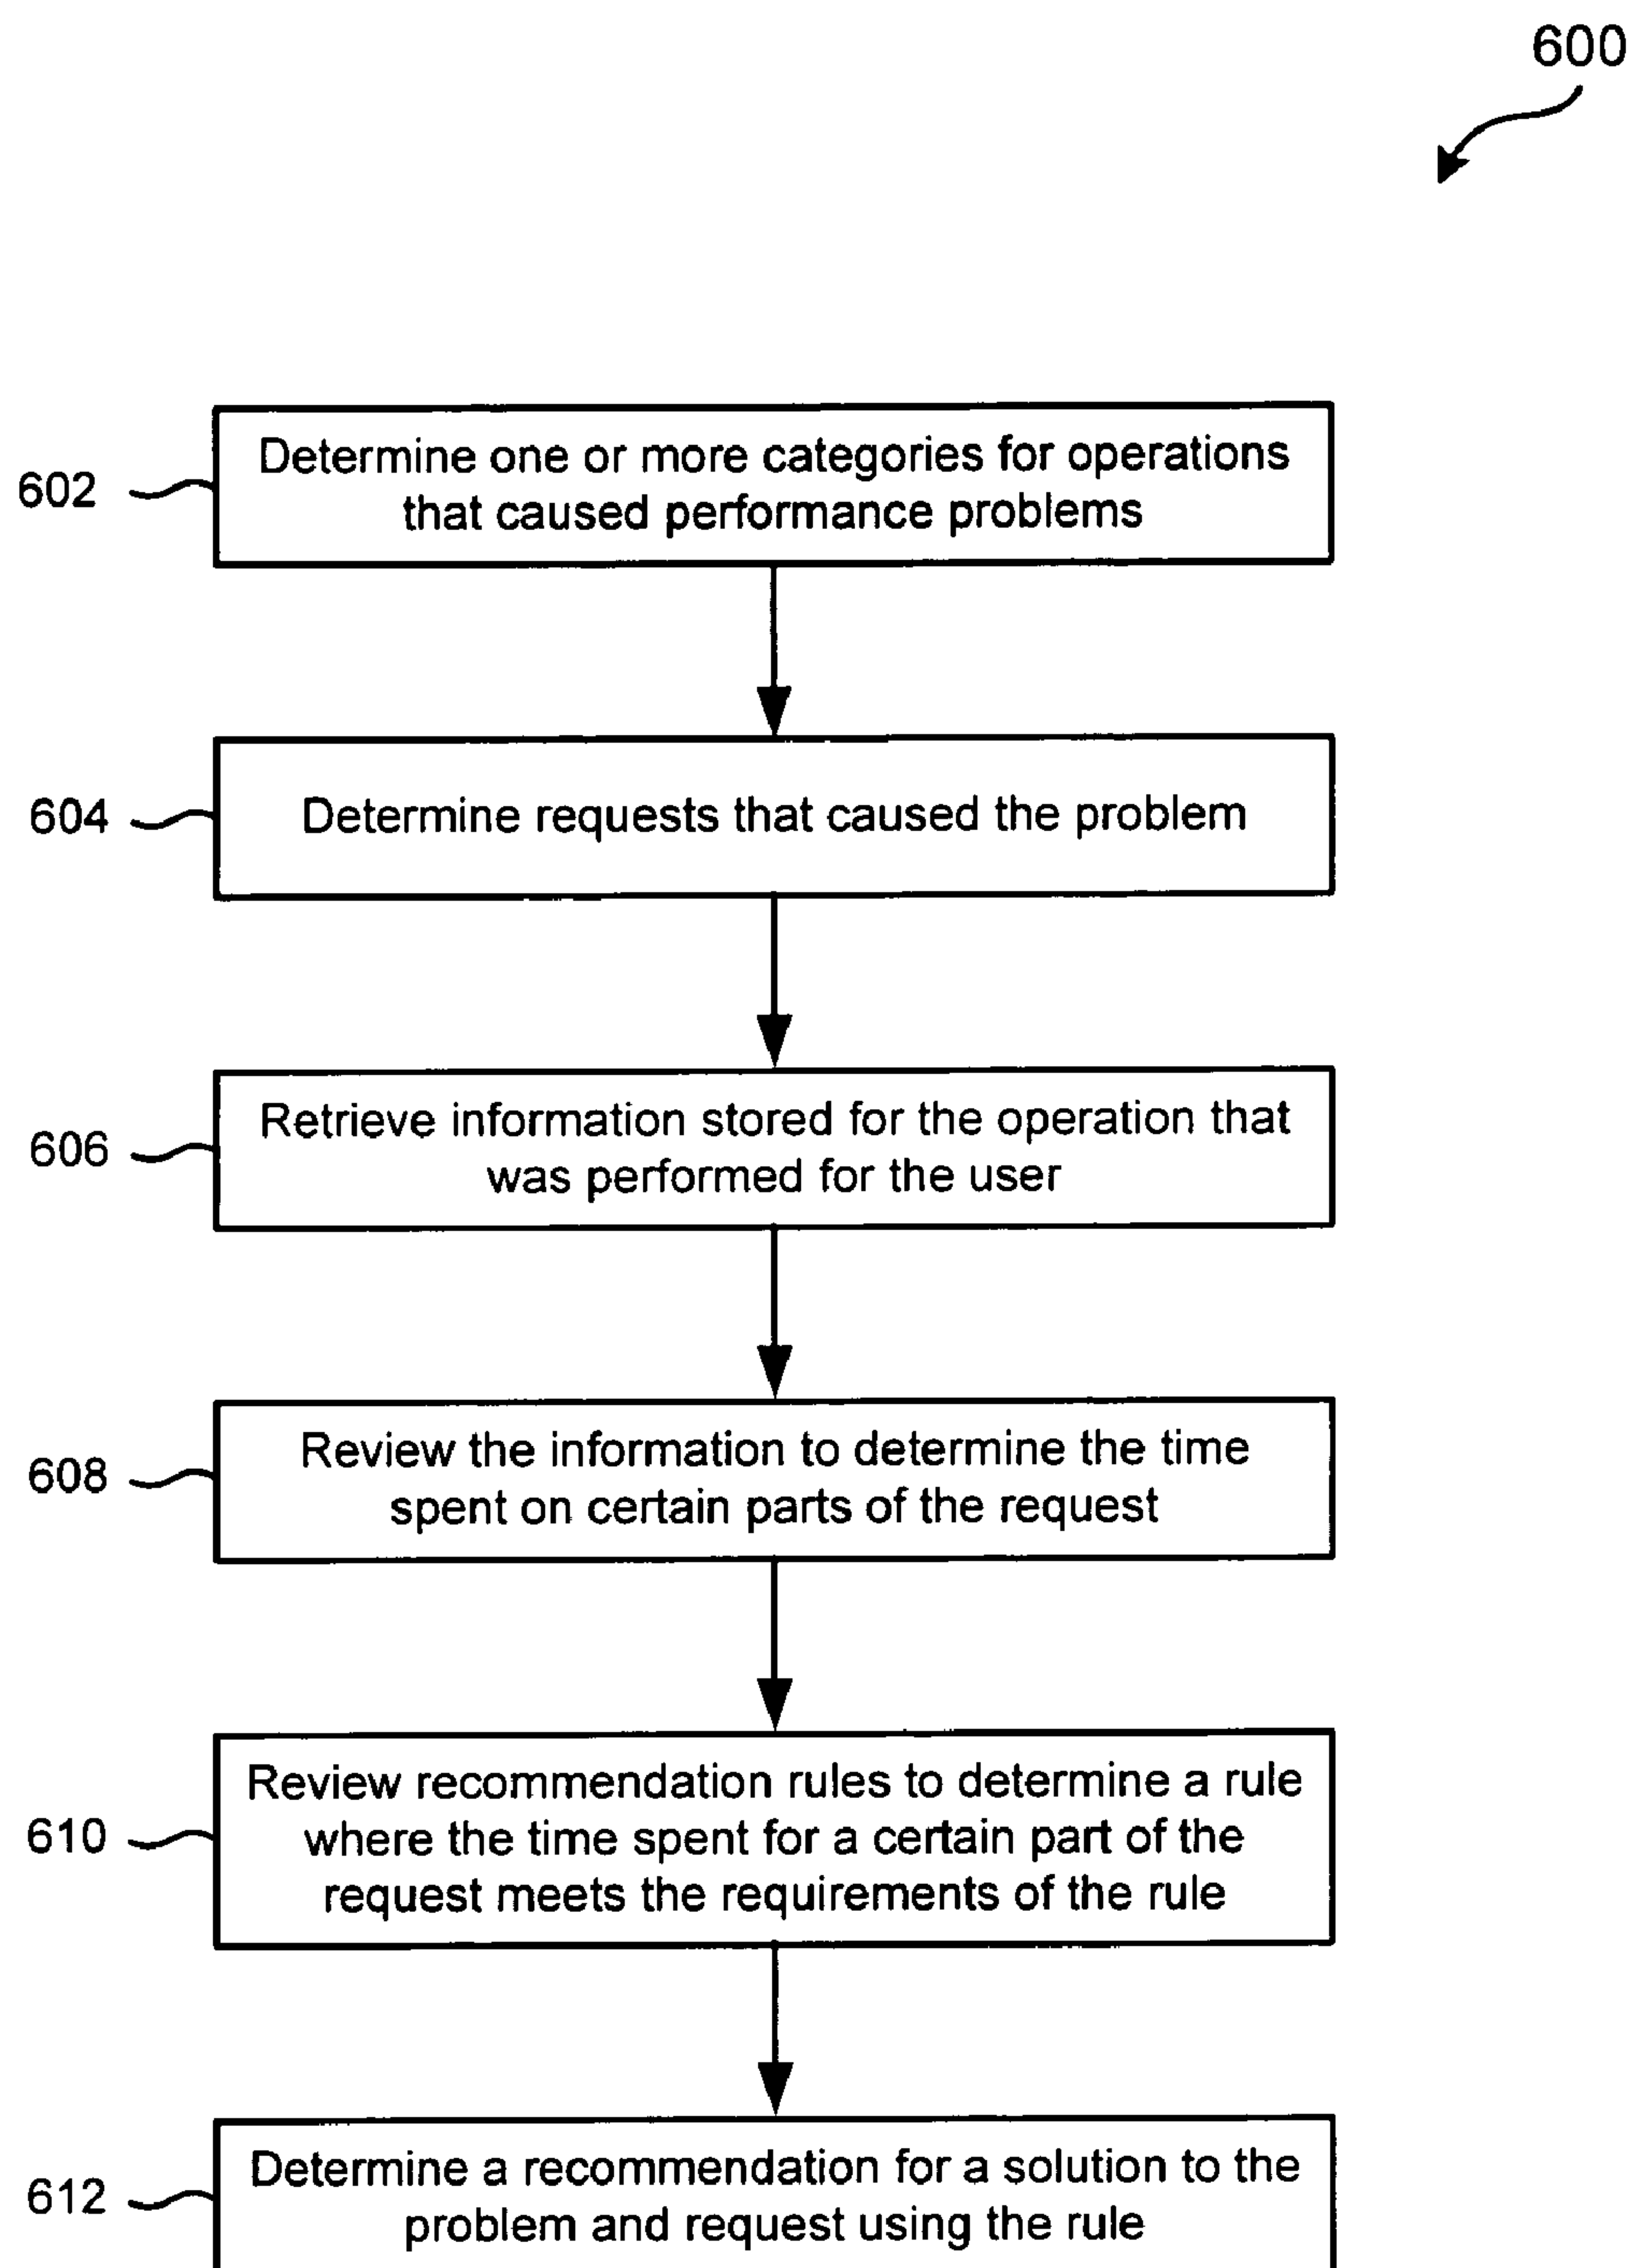 600
602
Determine one or more categories for operations
that caused performance problems
604
Determine requests that caused the problem
606
Retrieve information stored for the operation that
was performed for the user
608
Review the information to determine the time
spent on certain parts of the request
610
Review recommendation rules to determine a rule
where the time spent for a certain part of the
request meets the requirements of the rule
612
Determine a recommendation for a solution to the
problem and request using the rule